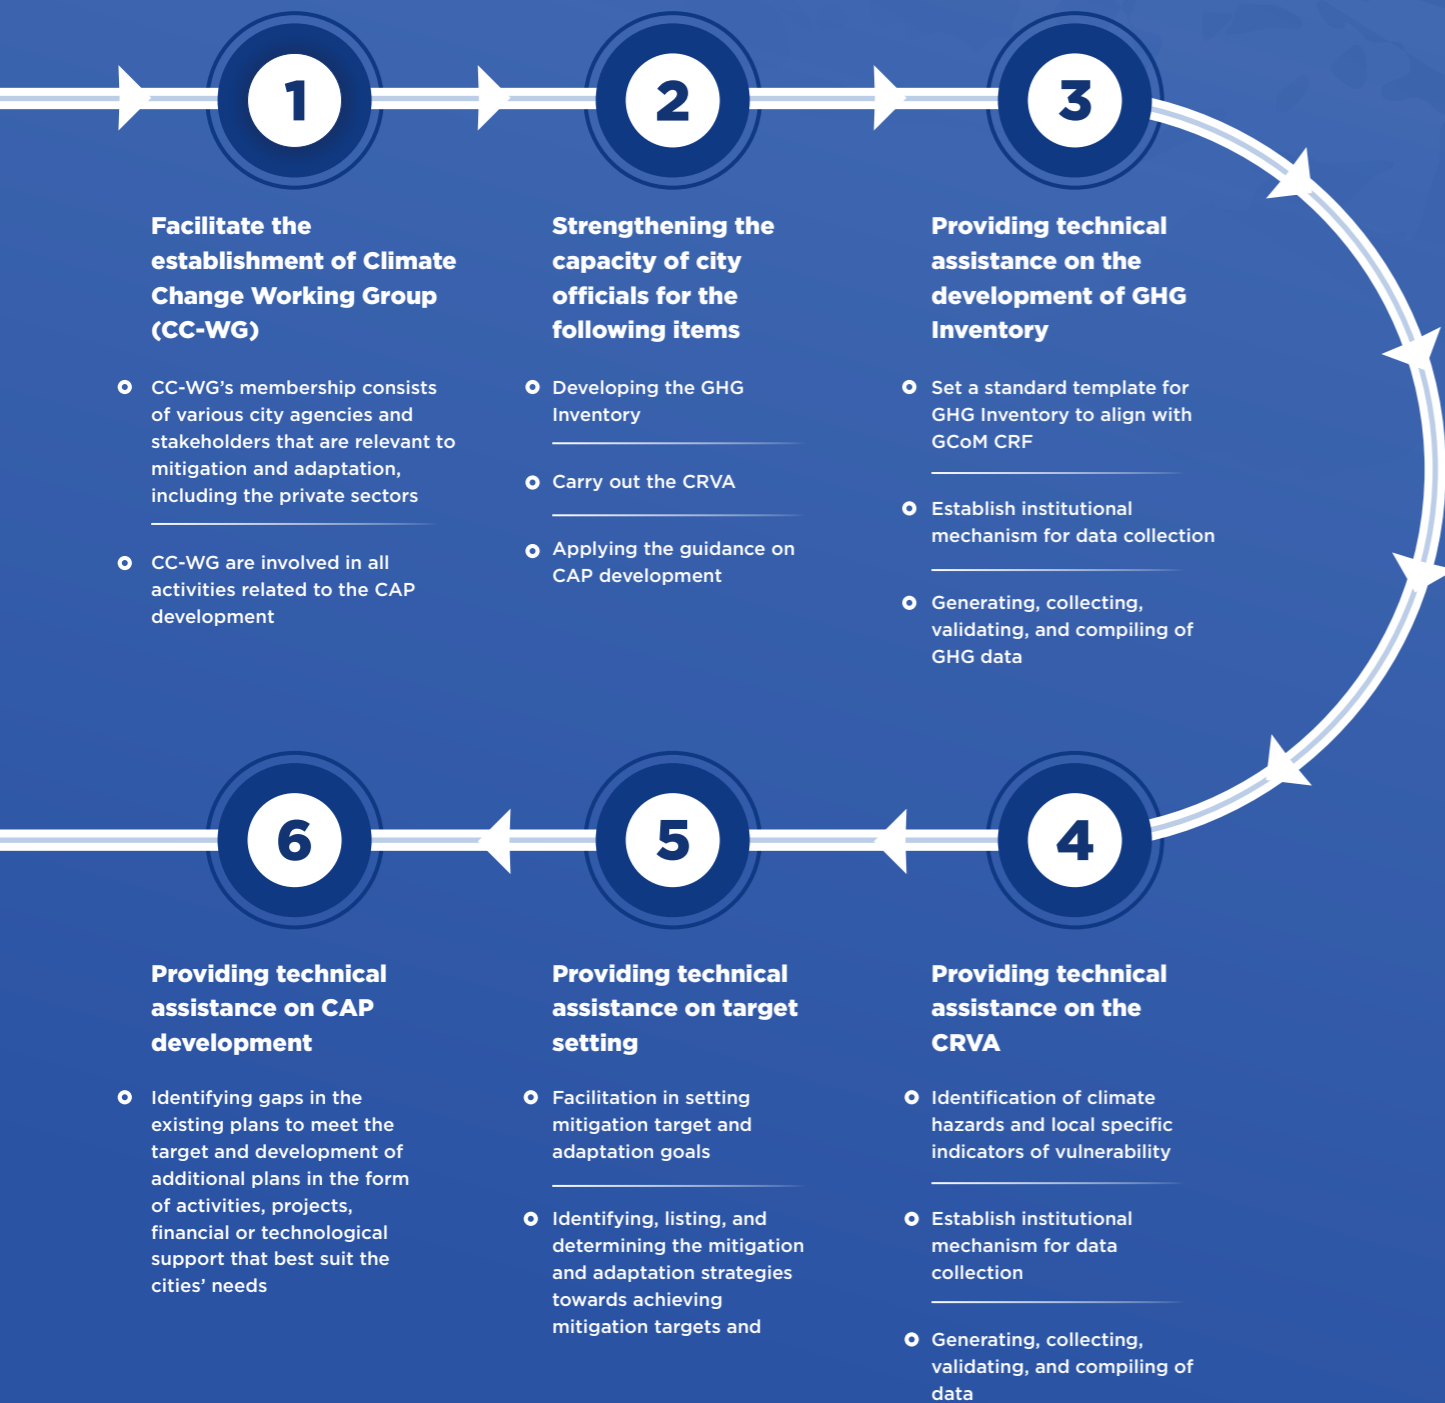 1
Facilitate the
establishment of Climate
Change Working Group
(CC-WG)
CC-WG's membership consists
of various city agencies and
stakeholders that are relevant to
mitigation and adaptation,
including the private sectors
CC-WG are involved in all
activities related to the CAP
development
2
Strengthening the
capacity of city
officials for the
following items
Developing the GHG
Inventory
Carry out the CRVA
Applying the guidance on
CAP development
3
Providing technical
assistance on the
development of GHG
Inventory
Set a standard template for
GHG Inventory to align with
GCoM CRF
Establish institutional
mechanism for data collection
Generating, collecting,
validating, and compiling of
GHG data
4
Providing technical
assistance on the
CRVA
Identification of climate
hazards and local specific
indicators of vulnerability
Establish institutional
mechanism for data
collection
Generating, collecting,
validating, and compiling of
data
5
Providing technical
assistance on target
setting
Facilitation in setting
mitigation target and
adaptation goals
Identifying, listing, and
determining the mitigation
and adaptation strategies
towards achieving
mitigation targets and
6
Providing technical
assistance on CAP
development
Identifying gaps in the
existing plans to meet the
target and development of
additional plans in the form
of activities, projects,
financial or technological
support that best suit the
cities' needs